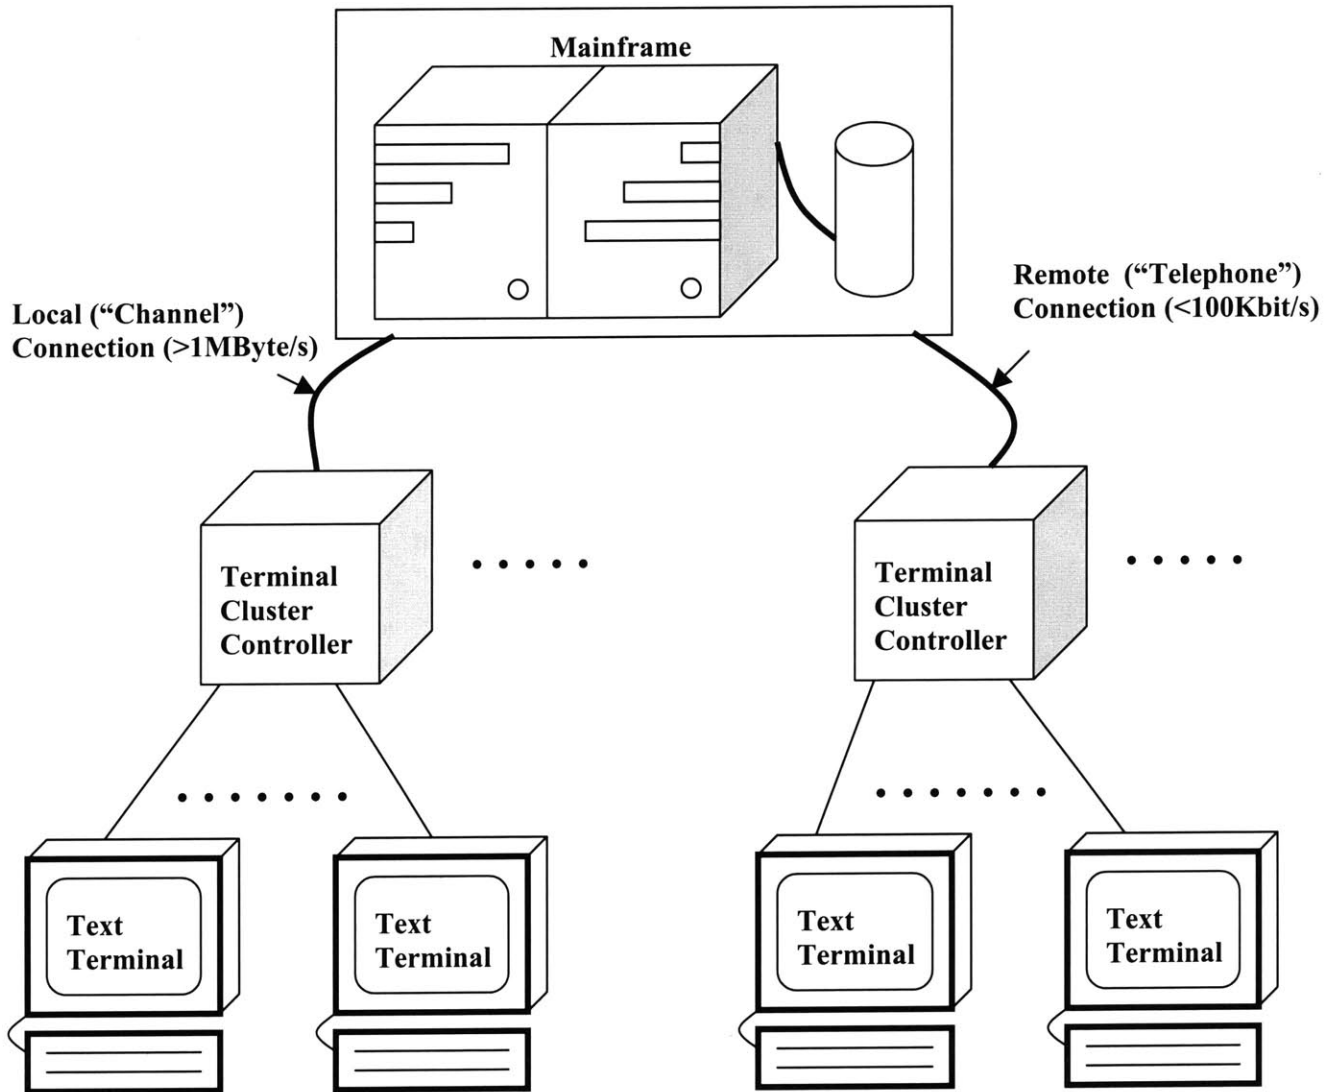 Mainframe
Local (“Channel”)
Connection (>1MByte/s)
Remote (“Telephone”)
Connection (<100Kbit/s)
Terminal
Cluster
Controller
Terminal
Cluster
Controller
Text
Terminal
Text
Terminal
Text
Terminal
Text
Terminal